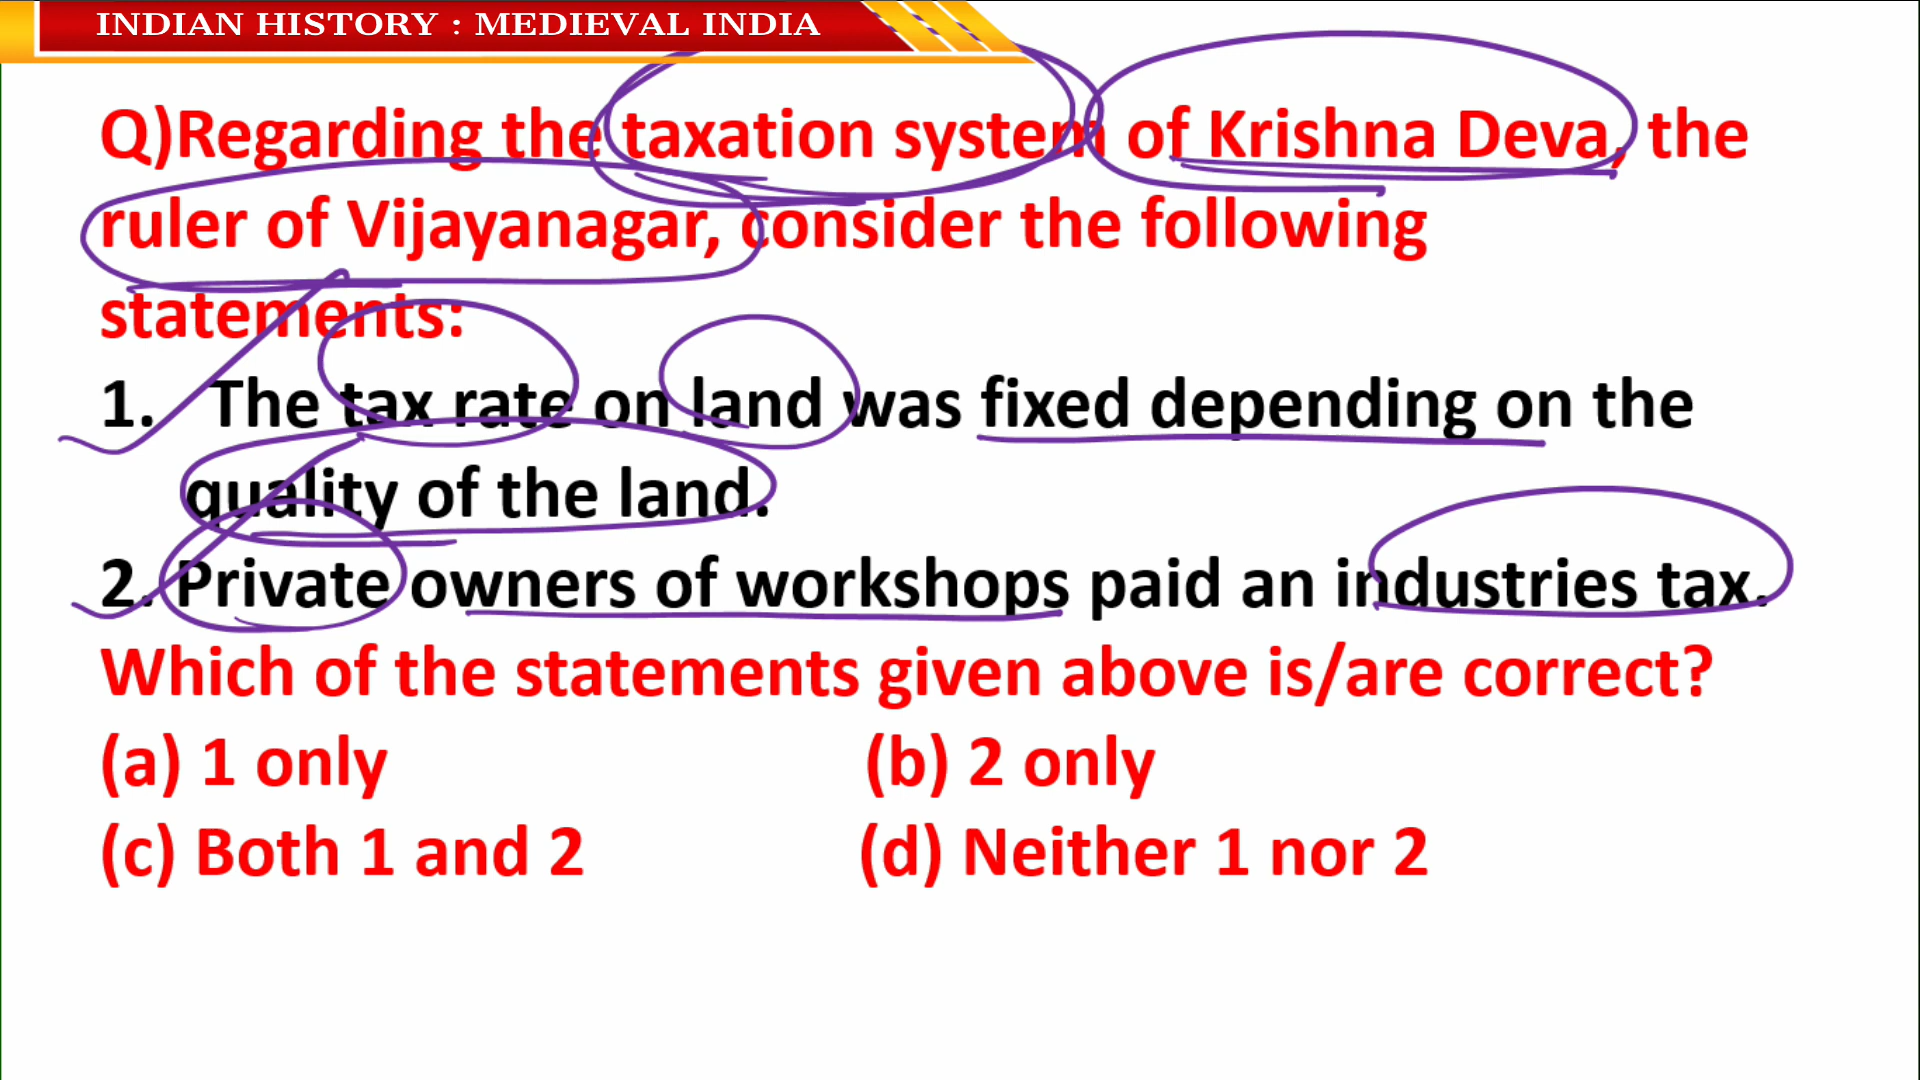 INDIAN HISTORY : MEDIEVAL INDIA
Q)Regarding the taxation system of Krishna Deva, the
ruler of Vijayanagar, consider the following
statements:
1. The tax rate on land was fixed depending on the
quality of the land.
2. Private owners of workshops paid an industries tax.
Which of the statements given above is/are correct?
(a) 1 only (b) 2 only
(c) Both 1 and 2 (d) Neither 1 nor 2